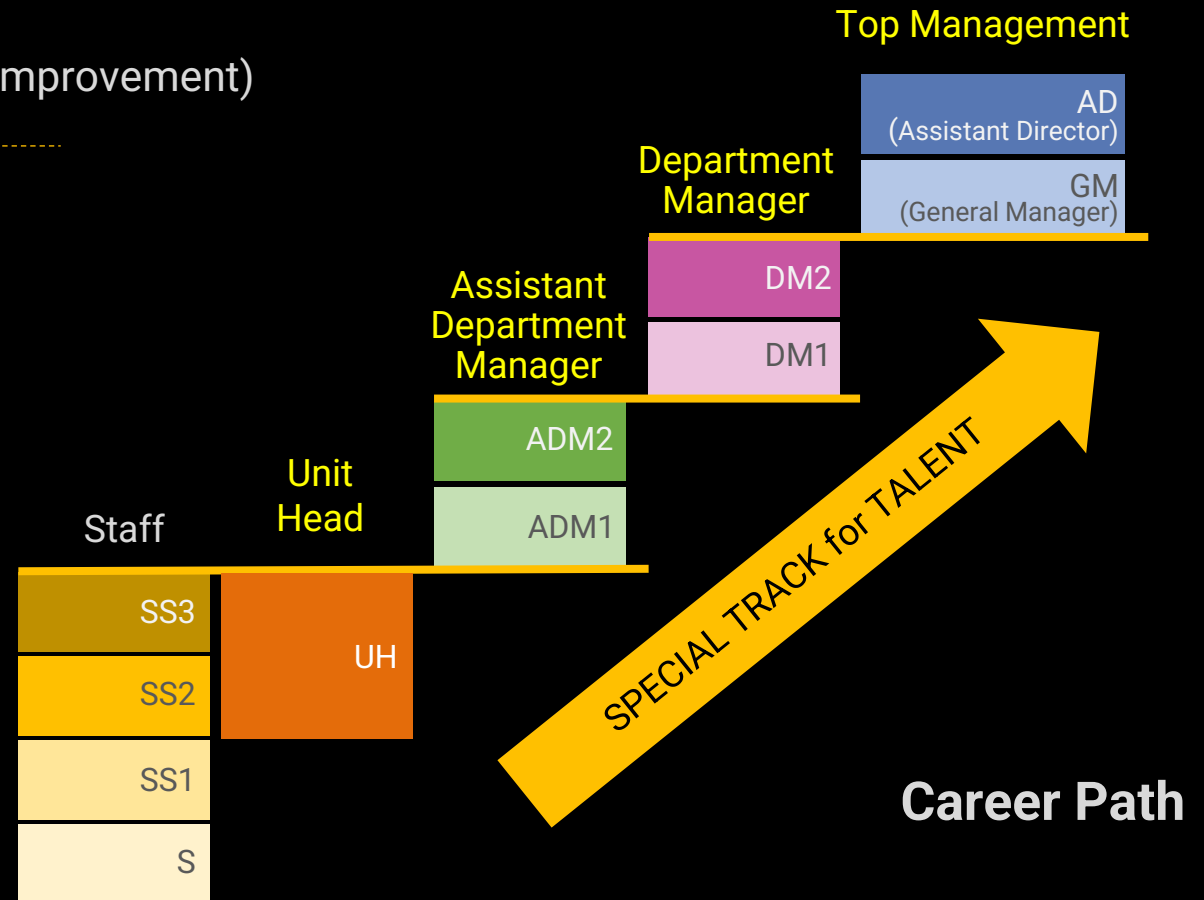 Top Management
mprovement)
AD
(Assistant Director)
Department
Manager
GM
(General Manager)
Assistant
Department
Manager
DM2
DM1
ADM2
Unit
Head
Staff
ADM1
SS3
UH
SS2
SS1
S
SPECIAL TRACK for TALENT
Career Path